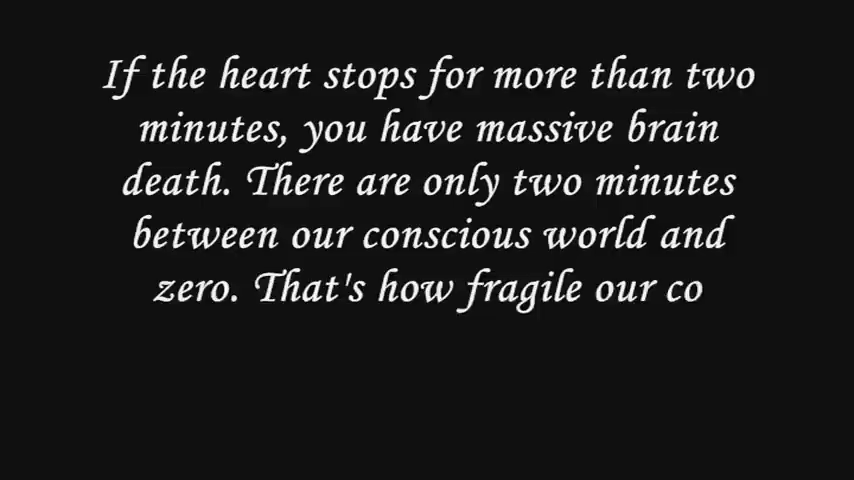 If the heart stops for more than two
minutes, you have massive brain
death. There are only two minutes
between our conscious world and
zero. That's how fragile our co